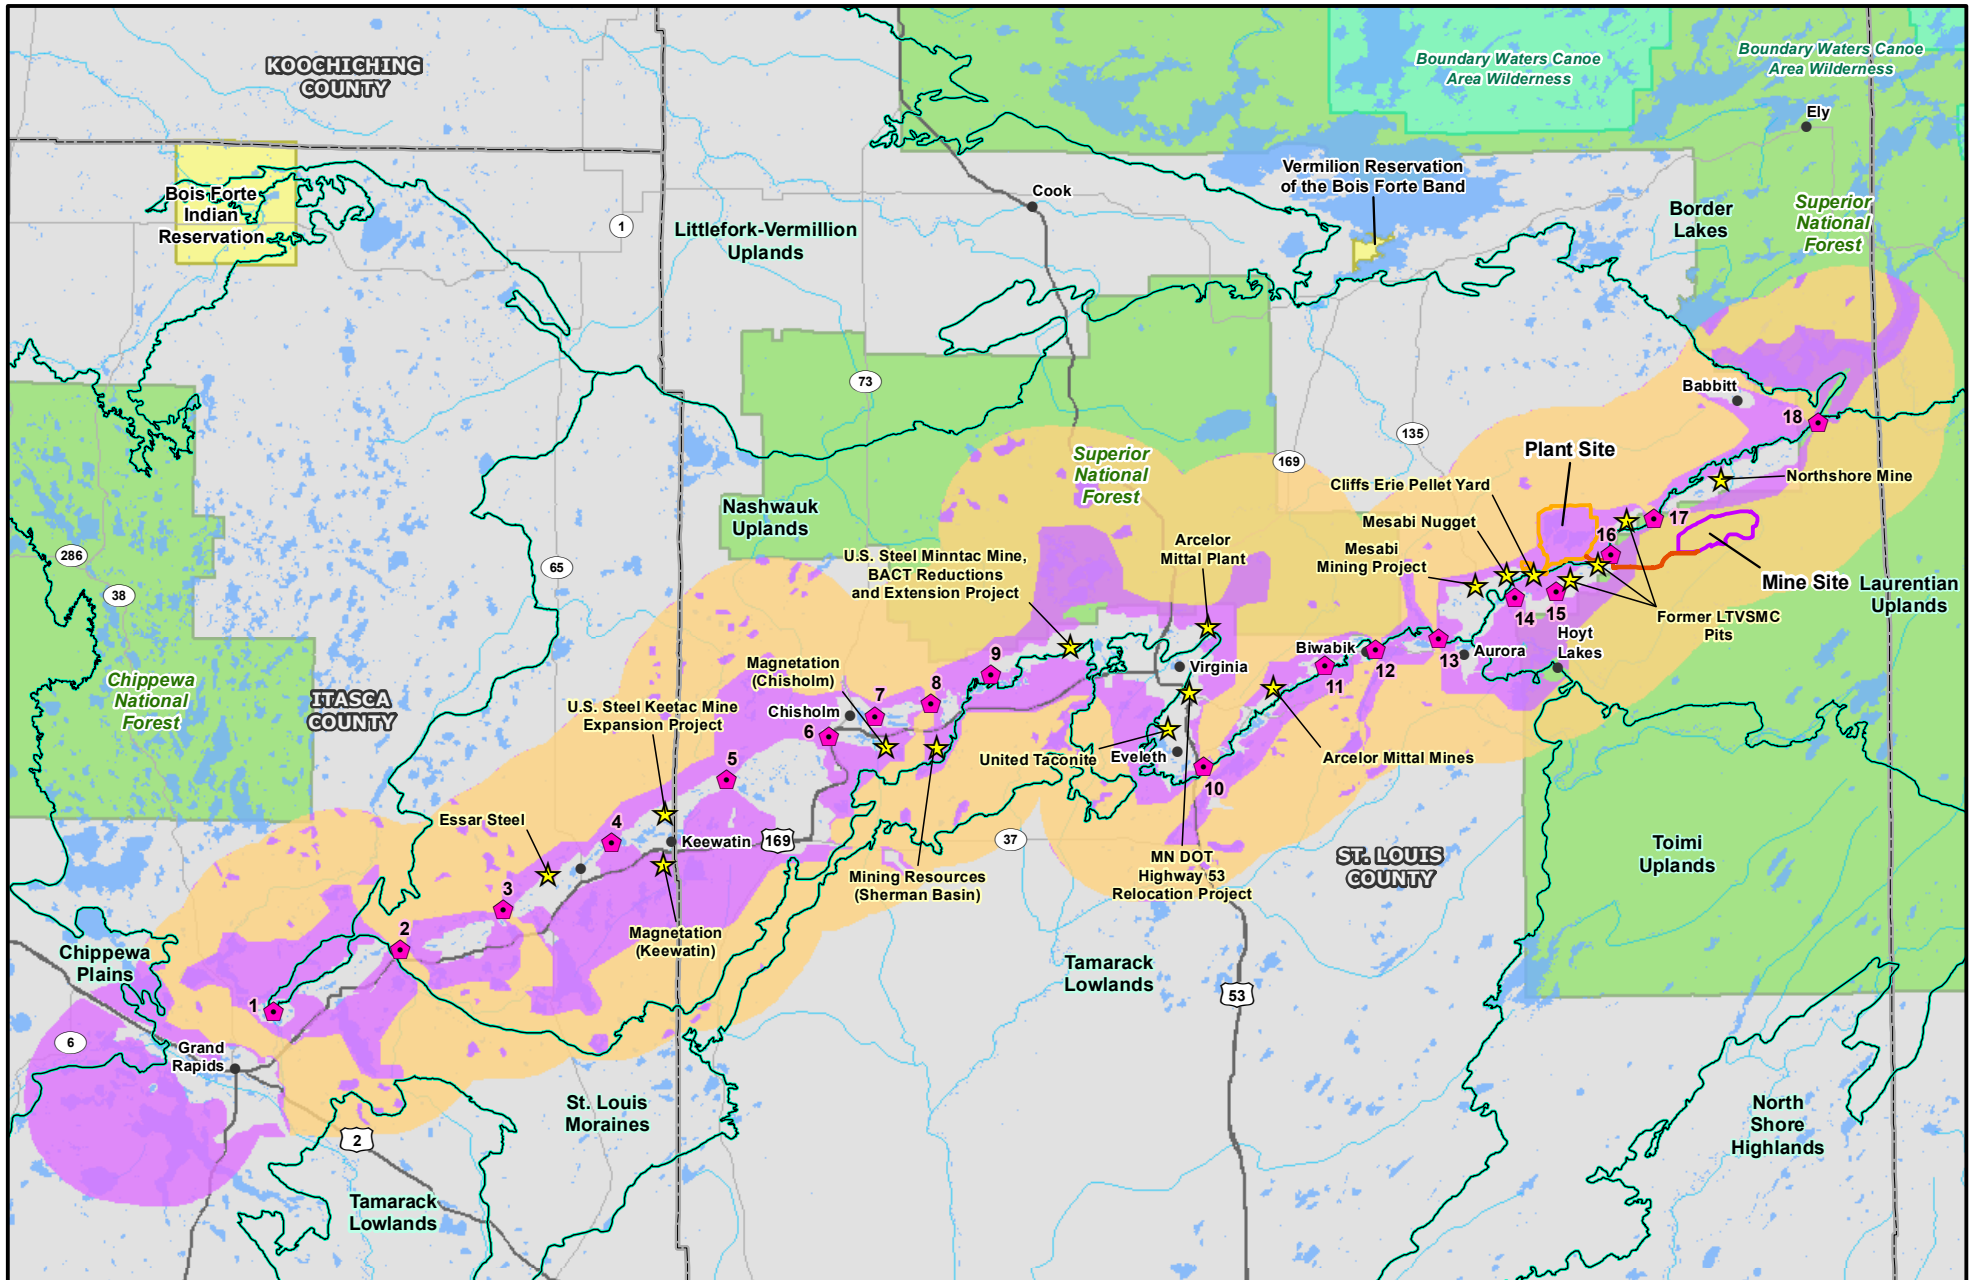 KOOCHICHING
COUNTY
Boundary Waters Canoe
Area Wilderness
Boundary Waters Canoe
Area Wilderness
Ely
Bois Forte
Indian
Reservation
1
Littlefork-Vermillion
Uplands
Cook
Vermilion Reservation
of the Bois Forte Band
Border
Lakes
Superior
National
Forest
73
135
169
Babbitt
18
Superior
National
Forest
Plant Site
Cliffs Erie Pellet Yard
Northshore Mine
Mesabi Nugget
Mesabi
Mining Project
17
16
Mine Site
Laurentian
Uplands
Nashwauk
Uplands
U.S. Steel Minntac Mine,
BACT Reductions
and Extension Project
Arcelor
Mittal Plant
286
38
65
14
15
Former LTVSMC
Pits
Hoyt
Lakes
Biwabik
12
13
Aurora
11
Virginia
9
Magnetation
(Chisholm)
8
7
Chisholm
6
Chippewa
National
Forest
ITASCA
COUNTY
U.S. Steel Keetac Mine
Expansion Project
5
United Taconite
Eveleth
10
Arcelor Mittal Mines
Essar Steel
4
Keewatin
169
37
3
Mining Resources
(Sherman Basin)
MN DOT
Highway 53
Relocation Project
ST. LOUIS
COUNTY
Toimi
Uplands
2
Magnetation
(Keewatin)
Chippewa
Plains
Tamarack
Lowlands
53
1
6
Grand
Rapids
St. Louis
Moraines
2
North
Shore
Highlands
Tamarack
Lowlands